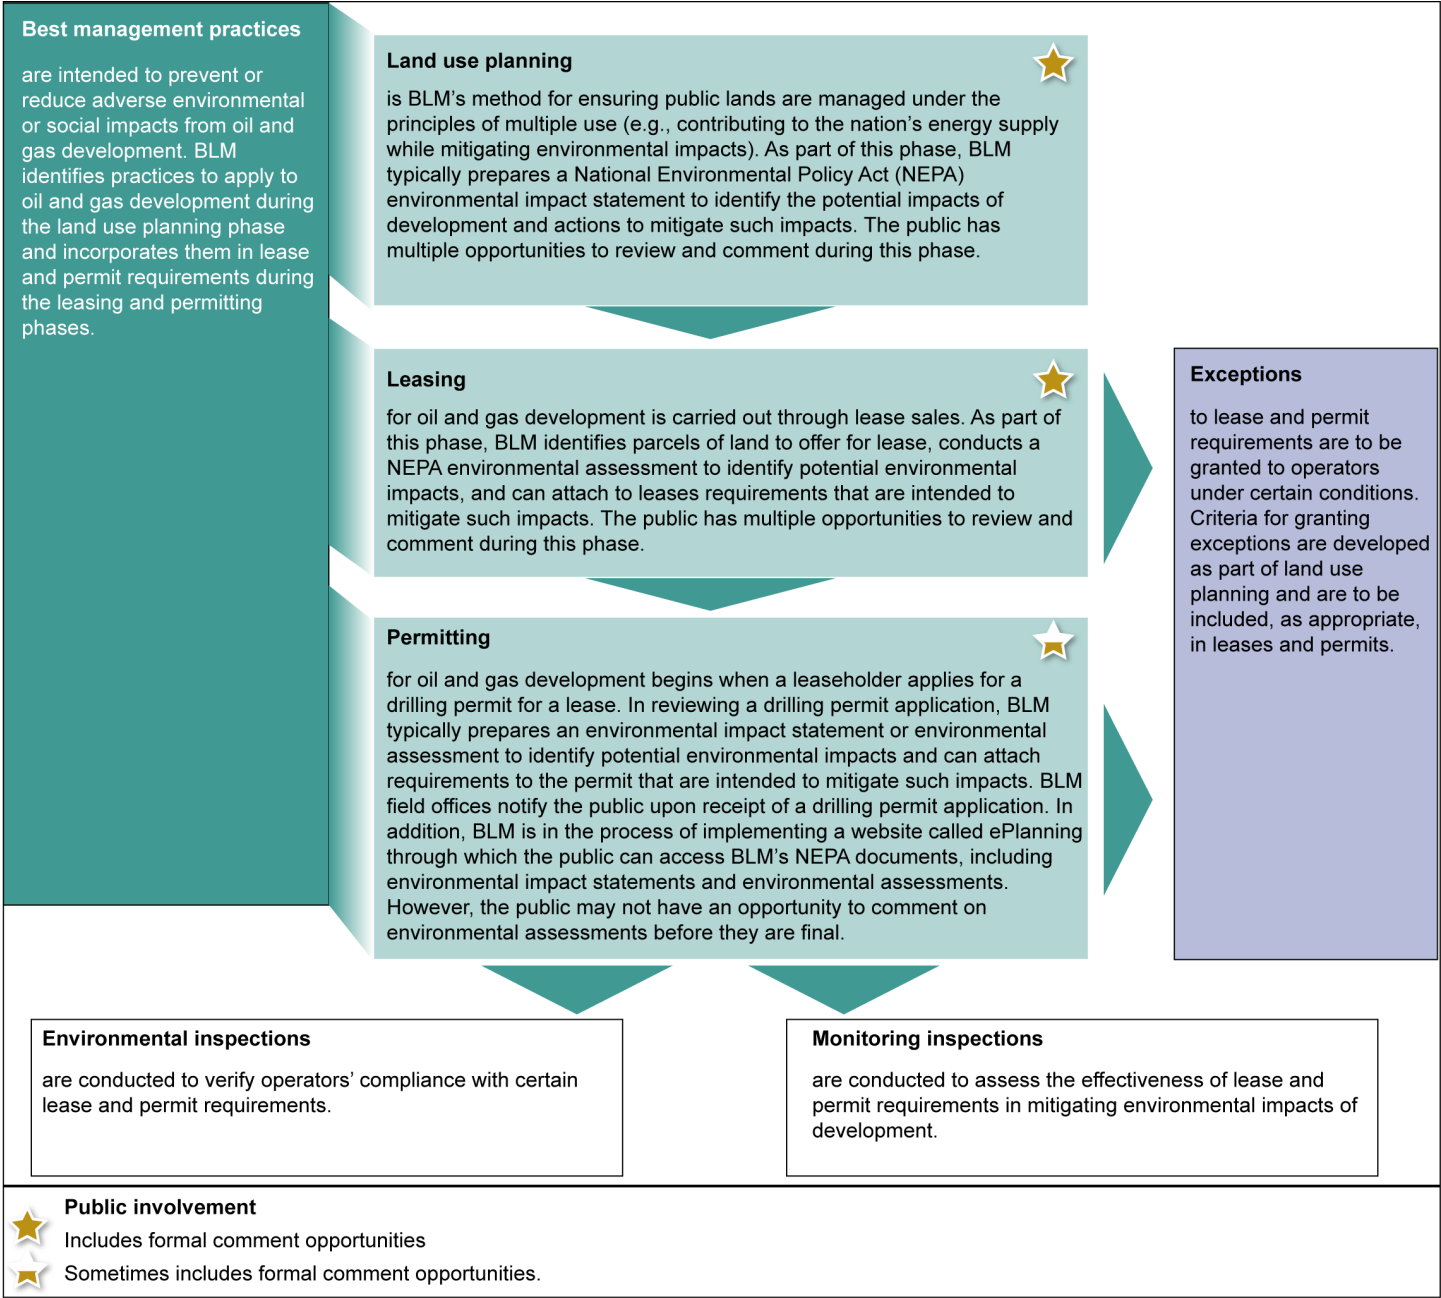 Best management practices
are intended to prevent or
reduce adverse environmental
or social impacts from oil and
gas development. BLM
identifies practices to apply to
oil and gas development during
the land use planning phase
and incorporates them in lease
and permit requirements during
the leasing and permitting
phases.
Land use planning
is BLM’s method for ensuring public lands are managed under the
principles of multiple use (e.g., contributing to the nation’s energy supply
while mitigating environmental impacts). As part of this phase, BLM
typically prepares a National Environmental Policy Act (NEPA)
environmental impact statement to identify the potential impacts of
development and actions to mitigate such impacts. The public has
multiple opportunities to review and comment during this phase.
Leasing
for oil and gas development is carried out through lease sales. As part of
this phase, BLM identifies parcels of land to offer for lease, conducts a
NEPA environmental assessment to identify potential environmental
impacts, and can attach to leases requirements that are intended to
mitigate such impacts. The public has multiple opportunities to review and
comment during this phase.
Permitting
for oil and gas development begins when a leaseholder applies for a
drilling permit for a lease. In reviewing a drilling permit application, BLM
typically prepares an environmental impact statement or environmental
assessment to identify potential environmental impacts and can attach
requirements to the permit that are intended to mitigate such impacts. BLM
field offices notify the public upon receipt of a drilling permit application. In
addition, BLM is in the process of implementing a website called ePlanning
through which the public can access BLM’s NEPA documents, including
environmental impact statements and environmental assessments.
However, the public may not have an opportunity to comment on
environmental assessments before they are final.
Exceptions
to lease and permit
requirements are to be
granted to operators
under certain conditions.
Criteria for granting
exceptions are developed
as part of land use
planning and are to be
included, as appropriate,
in leases and permits.
Environmental inspections
are conducted to verify operators’ compliance with certain
lease and permit requirements.
Monitoring inspections
are conducted to assess the effectiveness of lease and
permit requirements in mitigating environmental impacts of
development.
Public involvement
Includes formal comment opportunities
Sometimes includes formal comment opportunities.